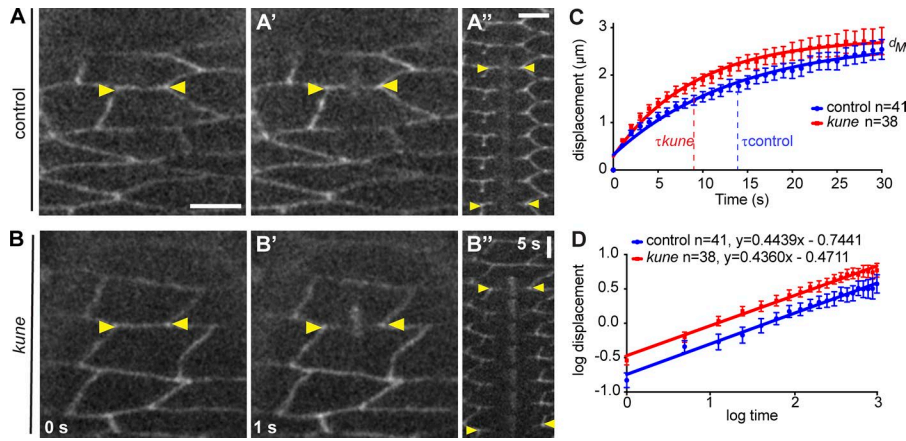 A
A'
A''
control
B
B'
B''
kune
0 s
1 s
5 s
C
displacement (μm)
3
2
1
0
dM
control n=41
kune n=38
τkune
τcontrol
0
5
10
15
20
25
30
Time (s)
D
control n=41, y=0.4439x - 0.7441
kune n=38, y=0.4360x - 0.4711
log displacement
1.0
0.5
0.0
-0.5
-1.0
0
1
2
3
log time